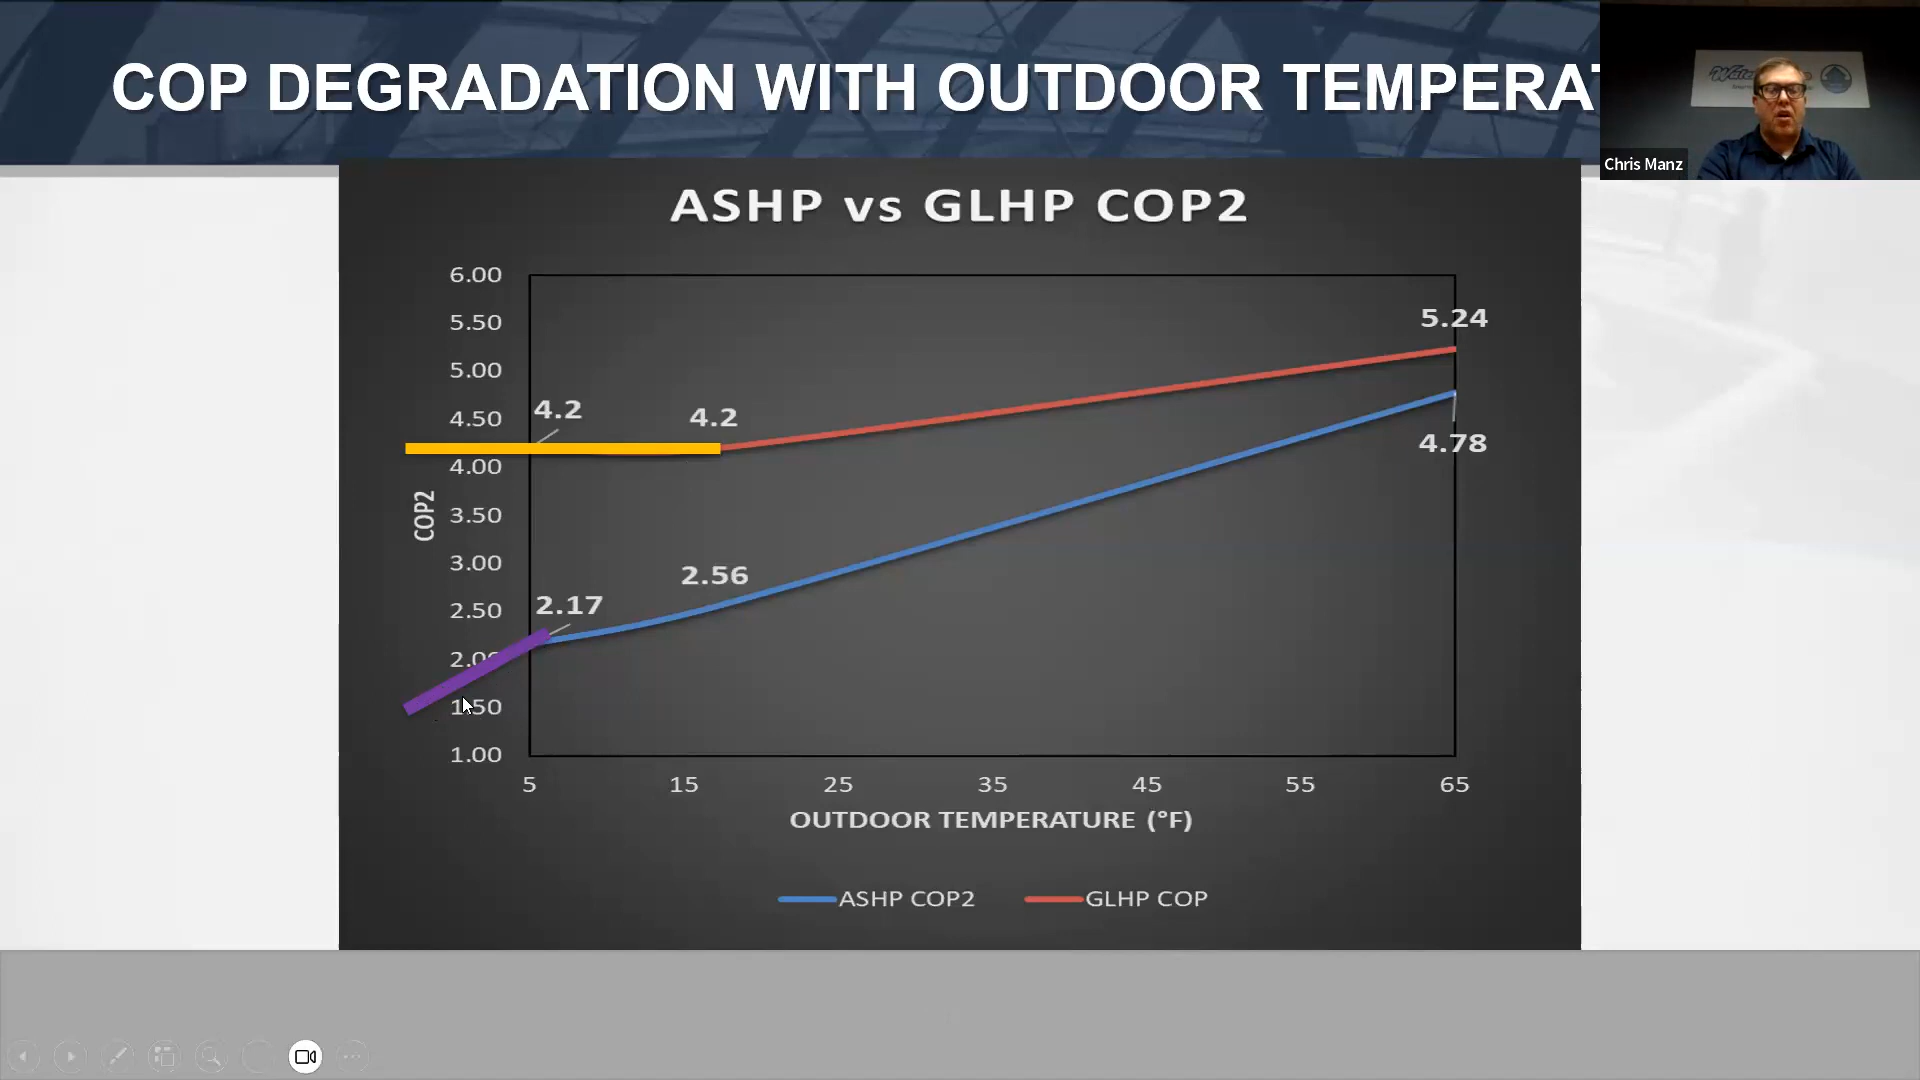 COP DEGRADATION WITH OUTDOOR TEMPERA
Chris Manz
ASHP vs GLHP COP2
6.00
5.50
5.00
4.50
4.00
3.50
3.00
2.50
1.50
1.00
COP2
4.2
4.2
5.24
4.78
2.56
2.17
5 15 25 35 45 55 65
OUTDOOR TEMPERATURE (°F)
ASHP COP2 GLHP COP